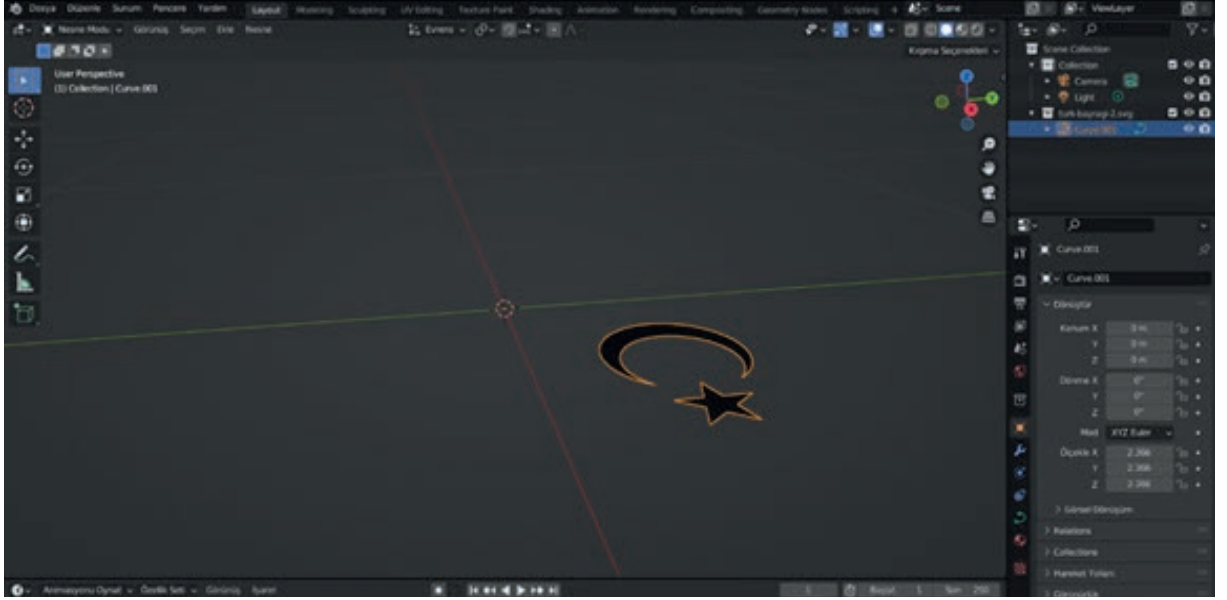 Dosya Düzenle Sunum Pencere Yardım Layout Modeling Sculpting UV Editing Texture Paint Shading Animation Rendering Compositing Geometry Nodes Scripting + Scene ViewLayer
Nesne Modu Görünüş Seçim Ekle Nesne Evrens
Kırpma Seçenekleri
User Perspective
(1) Collection | Curve.001
Scene Collection
Collection
Camera
Light
turk-bayragi-2.svg
Curve.001
Curve.001
Curve.001
Dönüştür
Konum X 0 m
Y 0 m
Z 0 m
Dönme X 0°
Y 0°
Z 0°
Mod XYZ Euler
Ölçekle X 2.366
Y 2.366
Z 2.366
Görsel Dönüşüm
Relations
Collections
Hareket Yolları
Görünürlük
Animasyonu Oynat Özellik Seti Görünüş İşaret 1 Başlat 1 Son 250